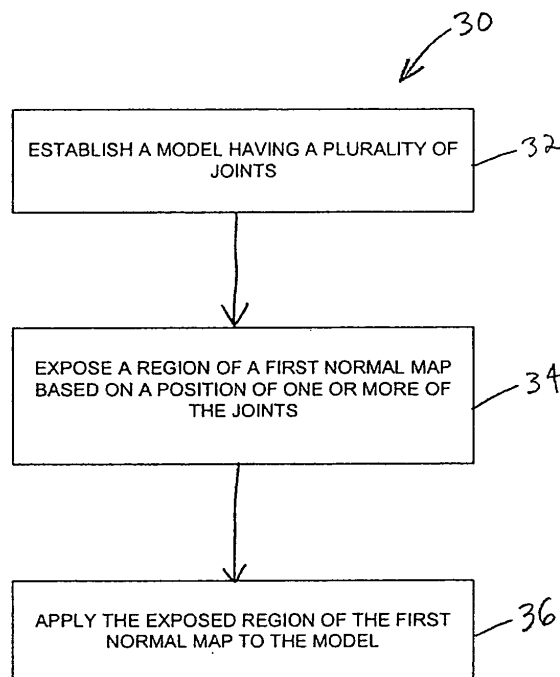 30
ESTABLISH A MODEL HAVING A PLURALITY OF
JOINTS
32
EXPOSE A REGION OF A FIRST NORMAL MAP
BASED ON A POSITION OF ONE OR MORE OF
THE JOINTS
34
APPLY THE EXPOSED REGION OF THE FIRST
NORMAL MAP TO THE MODEL
36